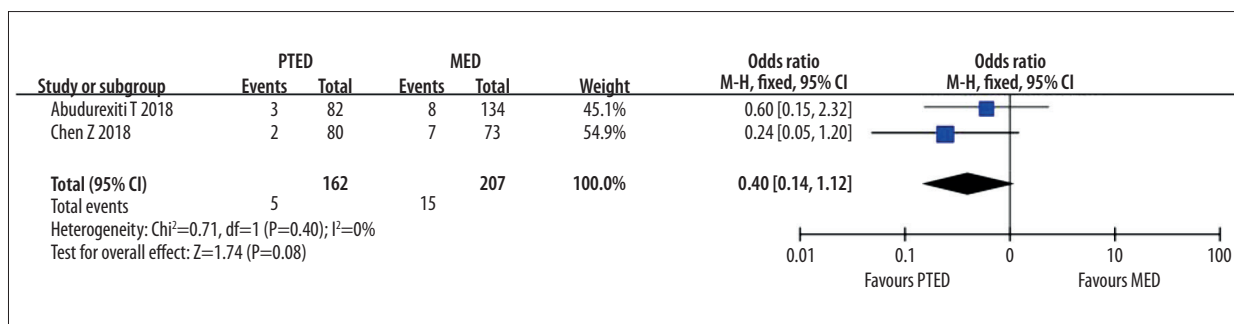 PTED MED Odds ratio Odds ratio
Study or subgroup Events Total Events Total Weight M-H, fixed, 95% CI M-H, fixed, 95% CI
Abudurexiti T 2018 3 82 8 134 45.1% 0.60 [0.15, 2.32]
Chen Z 2018 2 80 7 73 54.9% 0.24 [0.05, 1.20]
Total (95% CI) 162 207 100.0% 0.40 [0.14, 1.12]
Total events 5 15
Heterogeneity: Chi²=0.71, df=1 (P=0.40); I²=0%
Test for overall effect: Z=1.74 (P=0.08)
0.01 0.1 0 10 100
Favours PTED Favours MED